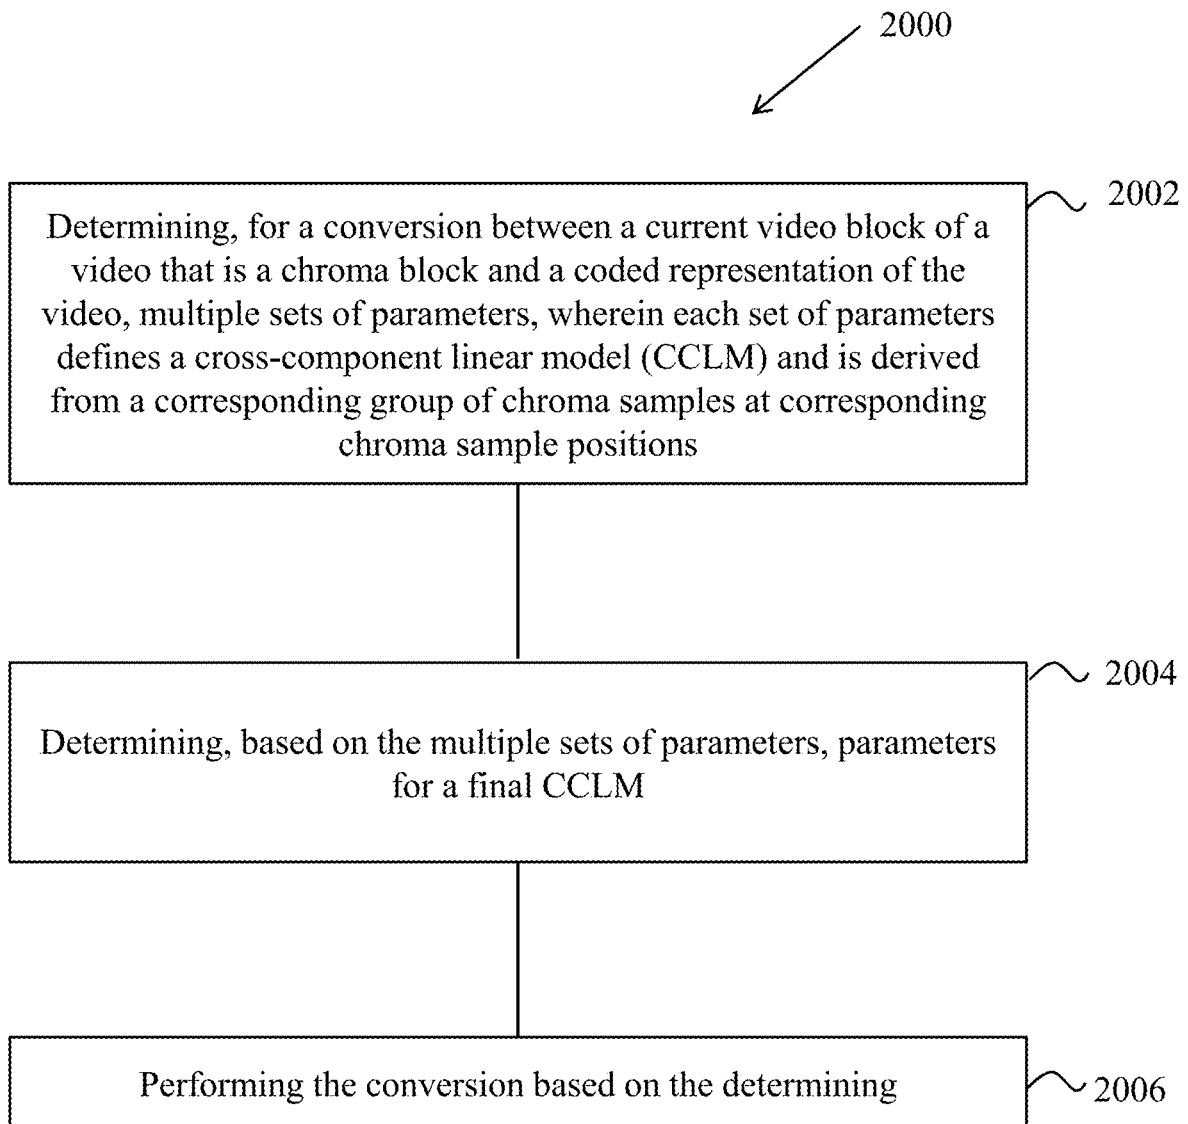 2000
2002
Determining, for a conversion between a current video block of a
video that is a chroma block and a coded representation of the
video, multiple sets of parameters, wherein each set of parameters
defines a cross-component linear model (CCLM) and is derived
from a corresponding group of chroma samples at corresponding
chroma sample positions
2004
Determining, based on the multiple sets of parameters, parameters
for a final CCLM
Performing the conversion based on the determining
2006